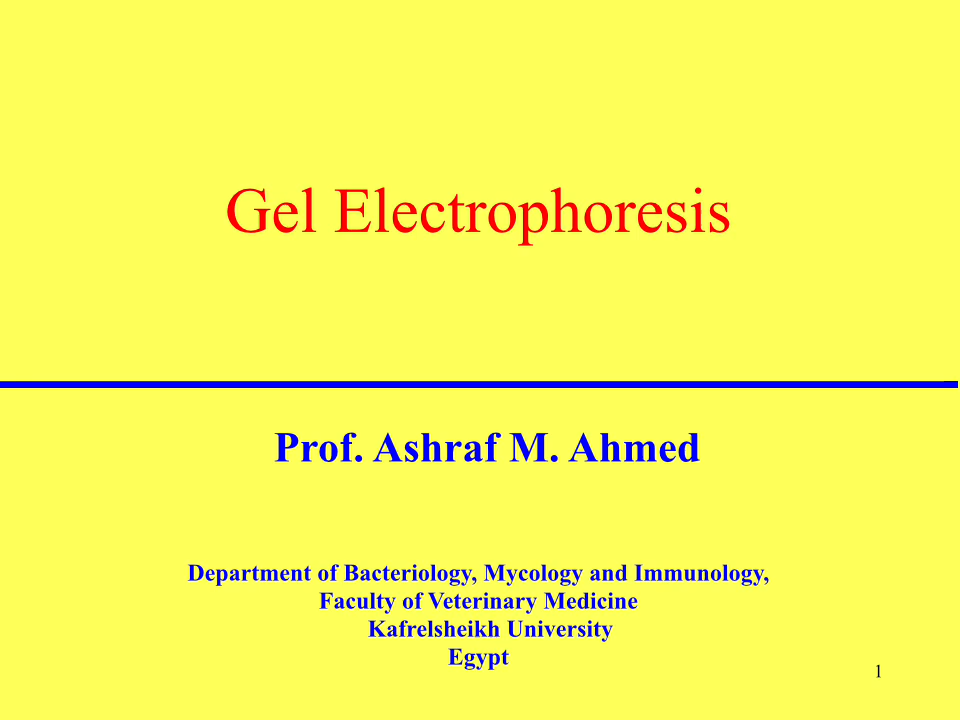 Gel Electrophoresis
Prof. Ashraf M. Ahmed
Department of Bacteriology, Mycology and Immunology,
Faculty of Veterinary Medicine
Kafrelsheikh University
Egypt
1